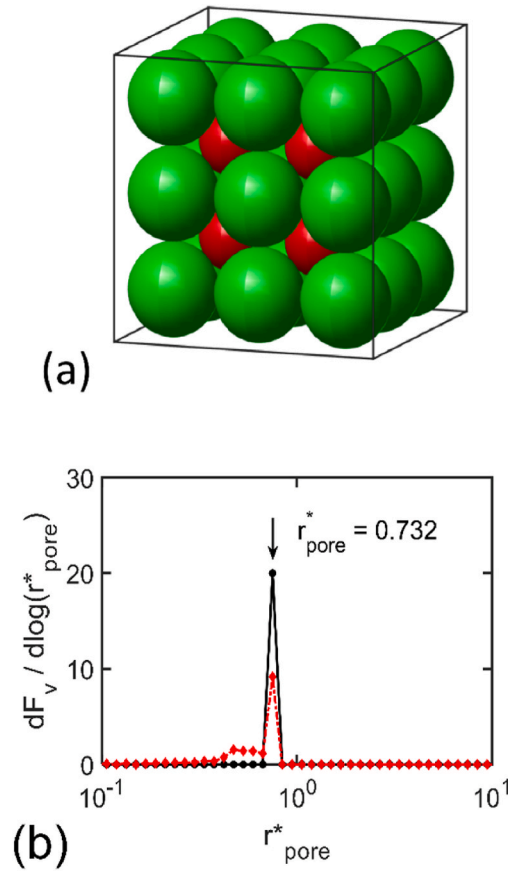 (a)
30
20
10
0
dF_v / dlog(r*_pore)
r*_pore = 0.732
10^-1
10^0
10^1
r*_pore
(b)